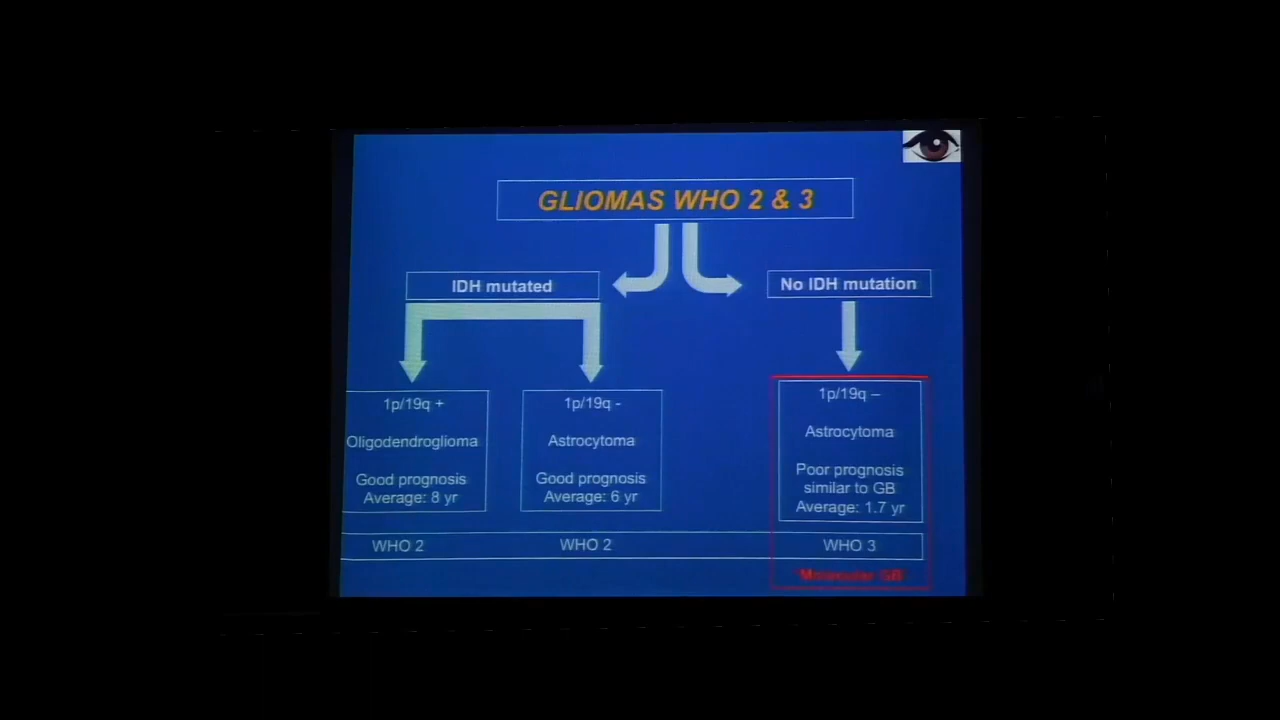 GLIOMAS WHO 2 & 3
IDH mutated
No IDH mutation
1p/19q +
Oligodendroglioma
Good prognosis
Average: 8 yr
1p/19q -
Astrocytoma
Good prognosis
Average: 6 yr
1p/19q –
Astrocytoma
Poor prognosis
similar to GB
Average: 1.7 yr
WHO 2
WHO 2
WHO 3
"Molecular GB"